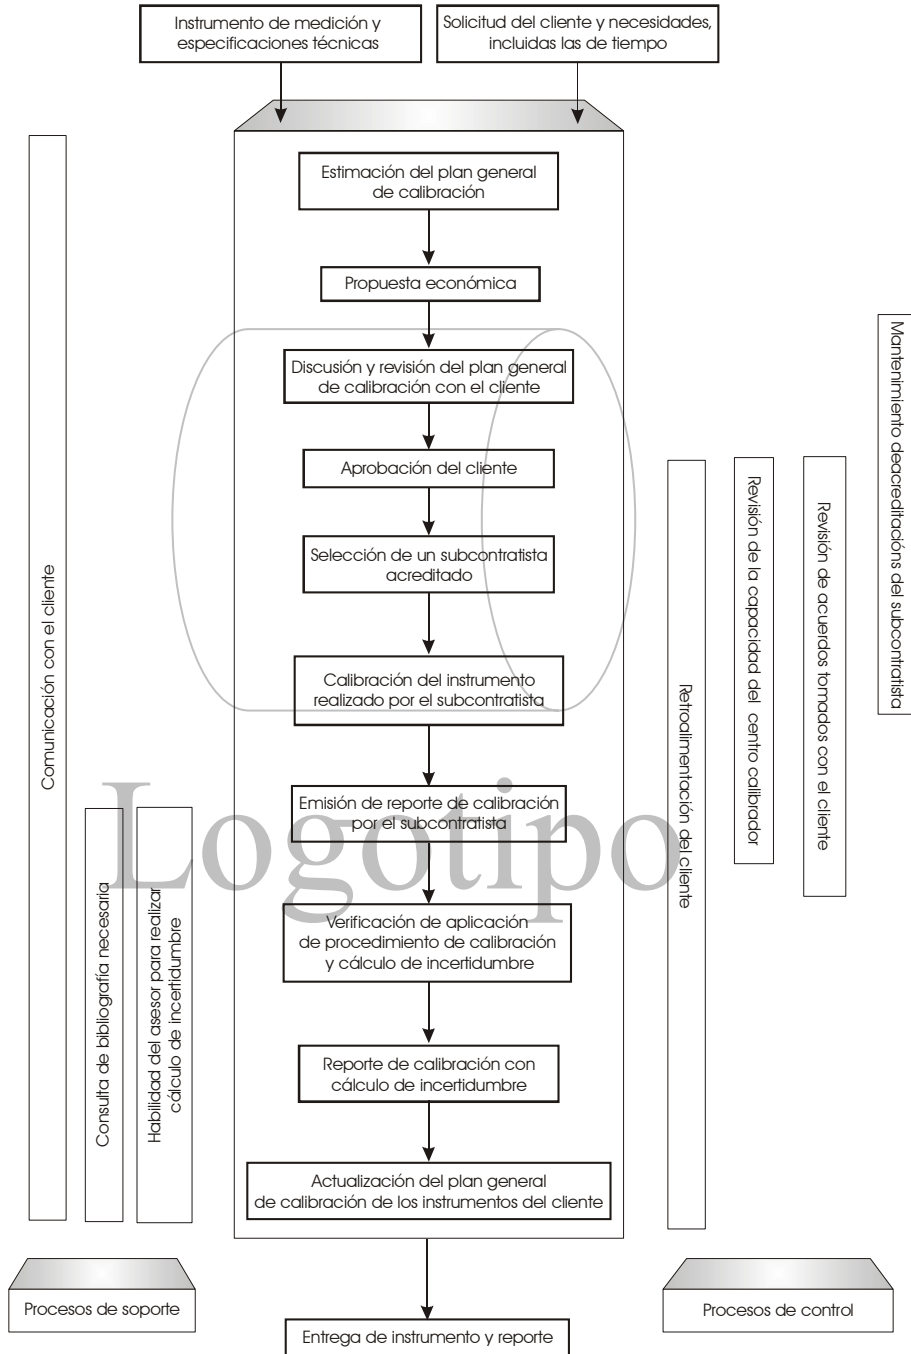 Instrumento de medición y
especificaciones técnicas
Solicitud del cliente y necesidades,
incluidas las de tiempo
Estimación del plan general
de calibración
Propuesta económica
Discusión y revisión del plan general
de calibración con el cliente
Aprobación del cliente
Selección de un subcontratista
acreditado
Calibración del instrumento
realizado por el subcontratista
Emisión de reporte de calibración
por el subcontratista
Verificación de aplicación
de procedimiento de calibración
y cálculo de incertidumbre
Reporte de calibración con
cálculo de incertidumbre
Actualización del plan general
de calibración de los instrumentos del cliente
Entrega de instrumento y reporte
Comunicación con el cliente
Consulta de bibliografía necesaria
Habilidad del asesor para realizar
cálculo de incertidumbre
Procesos de soporte
Retroalimentación del cliente
Revisión de la capacidad del centro calibrador
Revisión de acuerdos tomados con el cliente
Mantenimiento deacreditacións del subcontratista
Procesos de control
Logotipo